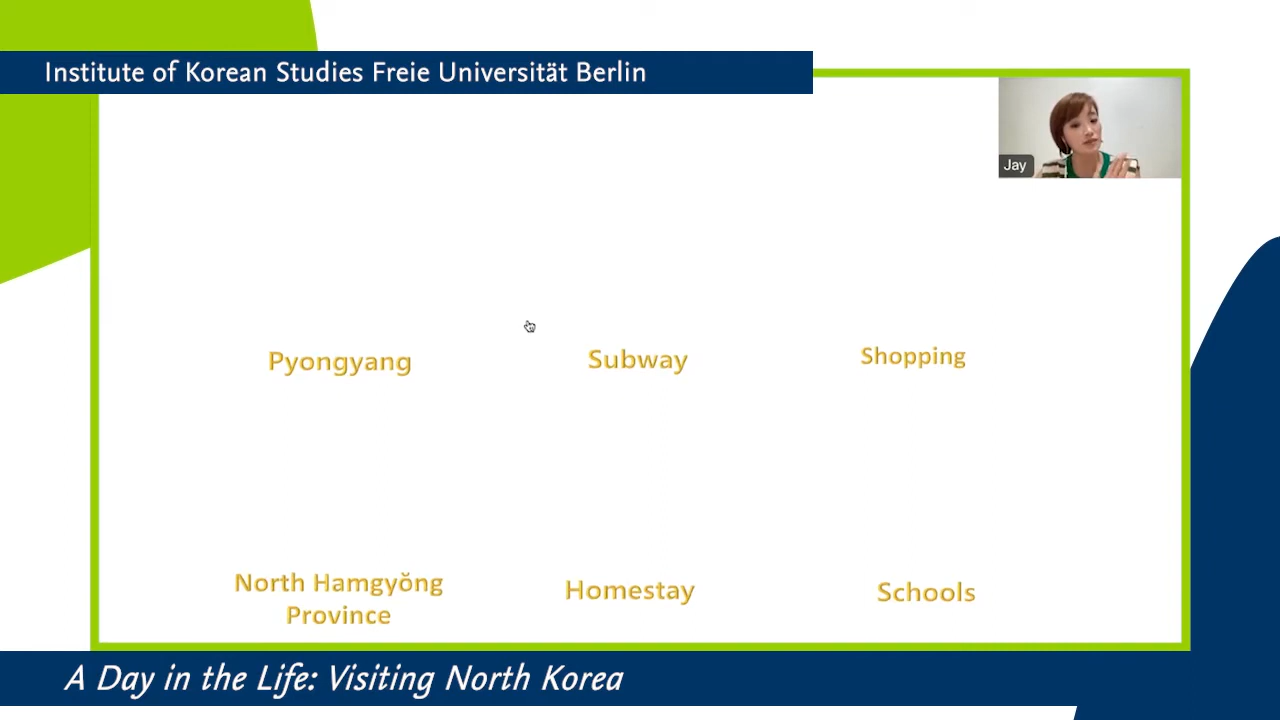 Institute of Korean Studies Freie Universität Berlin
Jay
Pyongyang
Subway
Shopping
North Hamgyŏng
Province
Homestay
Schools
A Day in the Life: Visiting North Korea